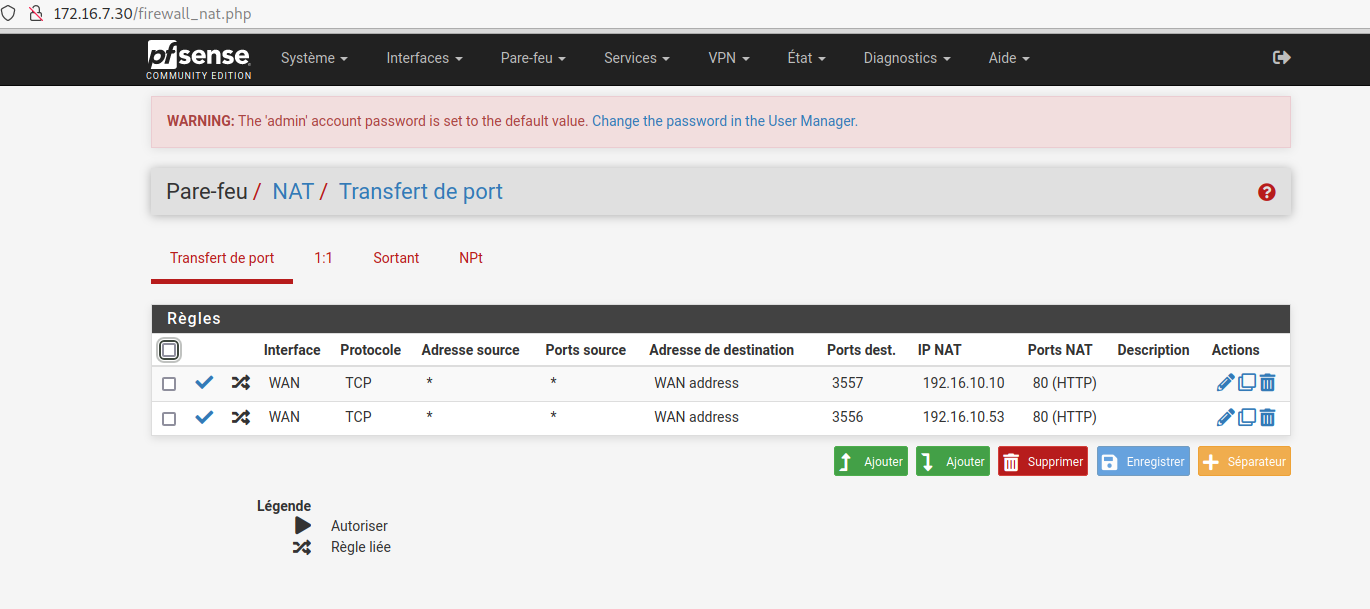 172.16.7.30/firewall_nat.php
pfsense COMMUNITY EDITION Système Interfaces Pare-feu Services VPN État Diagnostics Aide
WARNING: The 'admin' account password is set to the default value. Change the password in the User Manager.
Pare-feu / NAT / Transfert de port ?
Transfert de port 1:1 Sortant NPt
Règles
Interface Protocole Adresse source Ports source Adresse de destination Ports dest. IP NAT Ports NAT Description Actions
WAN TCP * * WAN address 3557 192.16.10.10 80 (HTTP)
WAN TCP * * WAN address 3556 192.16.10.53 80 (HTTP)
Ajouter Ajouter Supprimer Enregistrer Séparateur
Légende
Autoriser
Règle liée